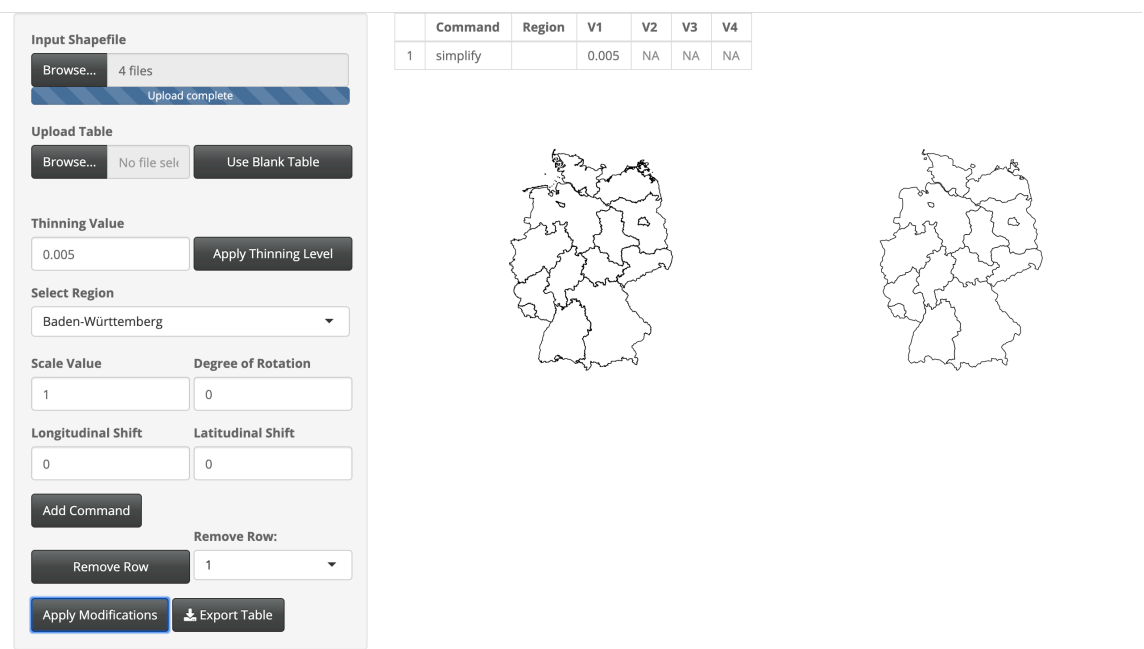 Input Shapefile
Browse... 4 files
Upload complete
Upload Table
Browse... No file sele Use Blank Table
Thinning Value
0.005 Apply Thinning Level
Select Region
Baden-Württemberg
Scale Value Degree of Rotation
1 0
Longitudinal Shift Latitudinal Shift
0 0
Add Command
Remove Row:
Remove Row 1
Apply Modifications Export Table
Command Region V1 V2 V3 V4
1 simplify 0.005 NA NA NA